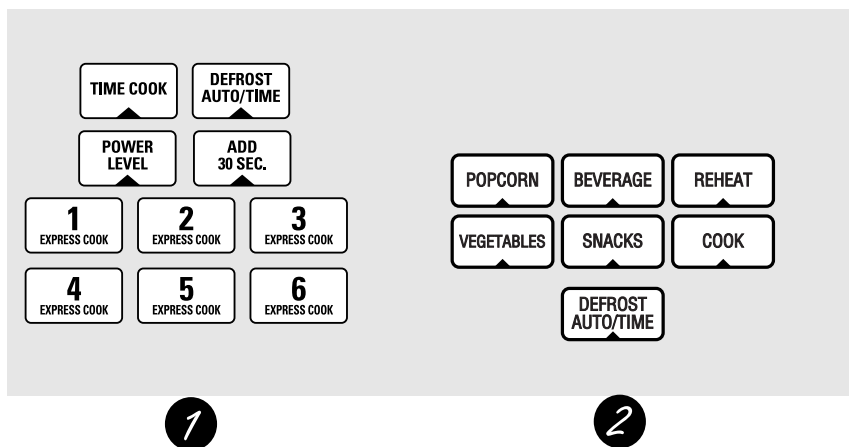 TIME COOK
DEFROST
AUTO/TIME
POWER
LEVEL
ADD
30 SEC.
1
EXPRESS COOK
2
EXPRESS COOK
3
EXPRESS COOK
4
EXPRESS COOK
5
EXPRESS COOK
6
EXPRESS COOK
1
POPCORN
BEVERAGE
REHEAT
VEGETABLES
SNACKS
COOK
DEFROST
AUTO/TIME
2